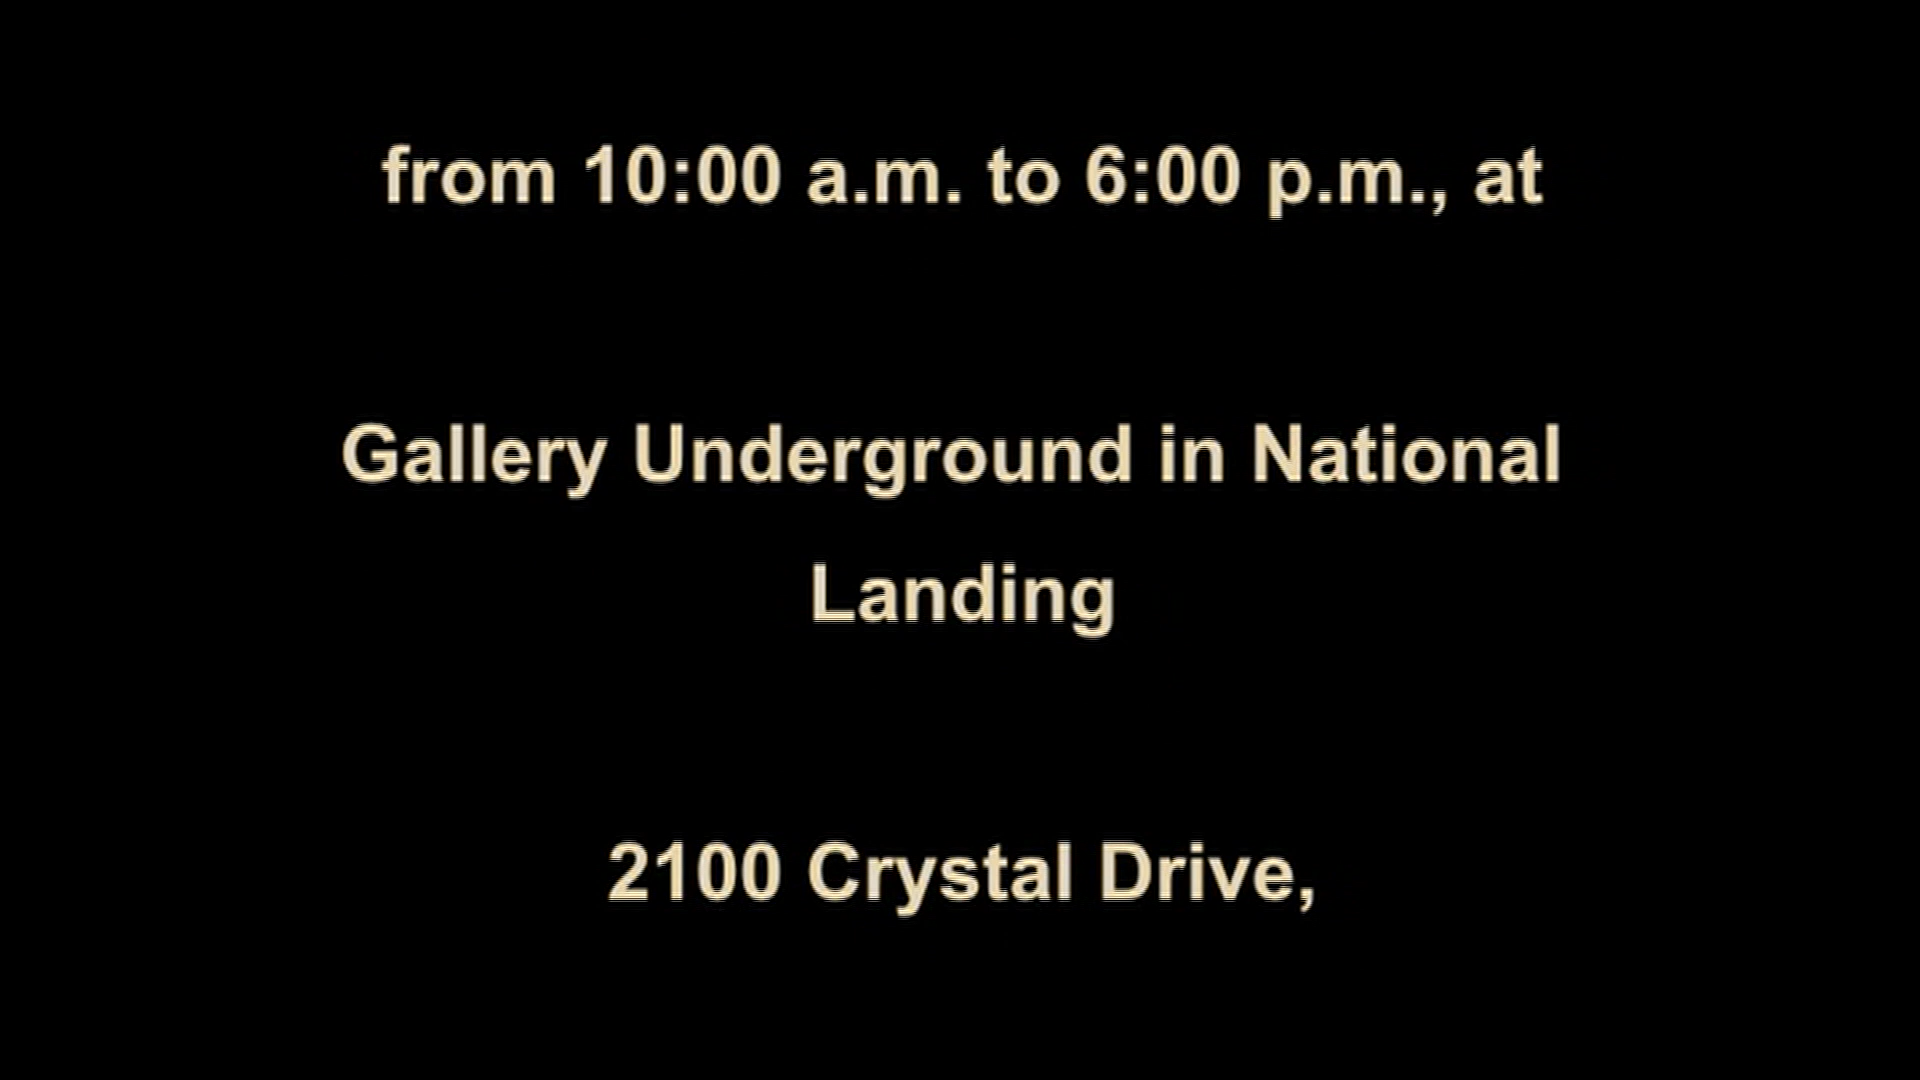 from 10:00 a.m. to 6:00 p.m., at
Gallery Underground in National
Landing
2100 Crystal Drive,